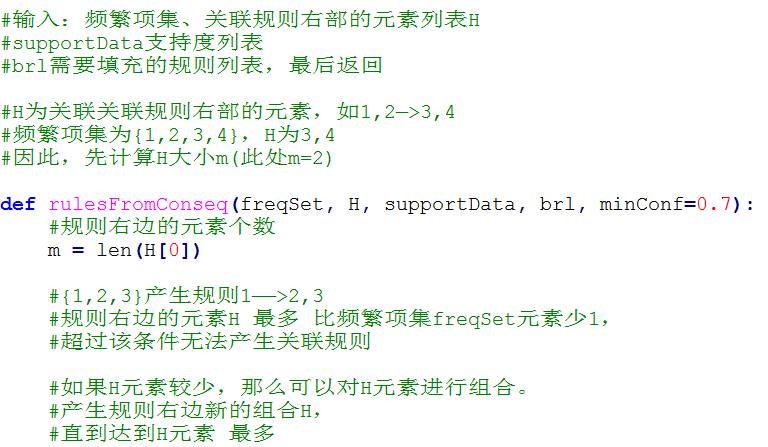 #输入：频繁项集、关联规则右部的元素列表H
#supportData支持度列表
#brl需要填充的规则列表，最后返回
#H为关联关联规则右部的元素，如1,2—>3,4
#频繁项集为{1,2,3,4}，H为3,4
#因此，先计算H大小m(此处m=2)
def rulesFromConseq(freqSet, H, supportData, brl, minConf=0.7):
#规则右边的元素个数
m = len(H[0])
#{1,2,3}产生规则1——>2,3
#规则右边的元素H 最多 比频繁项集freqSet元素少1，
#超过该条件无法产生关联规则
#如果H元素较少，那么可以对H元素进行组合。
#产生规则右边新的组合H，
#直到达到H元素 最多